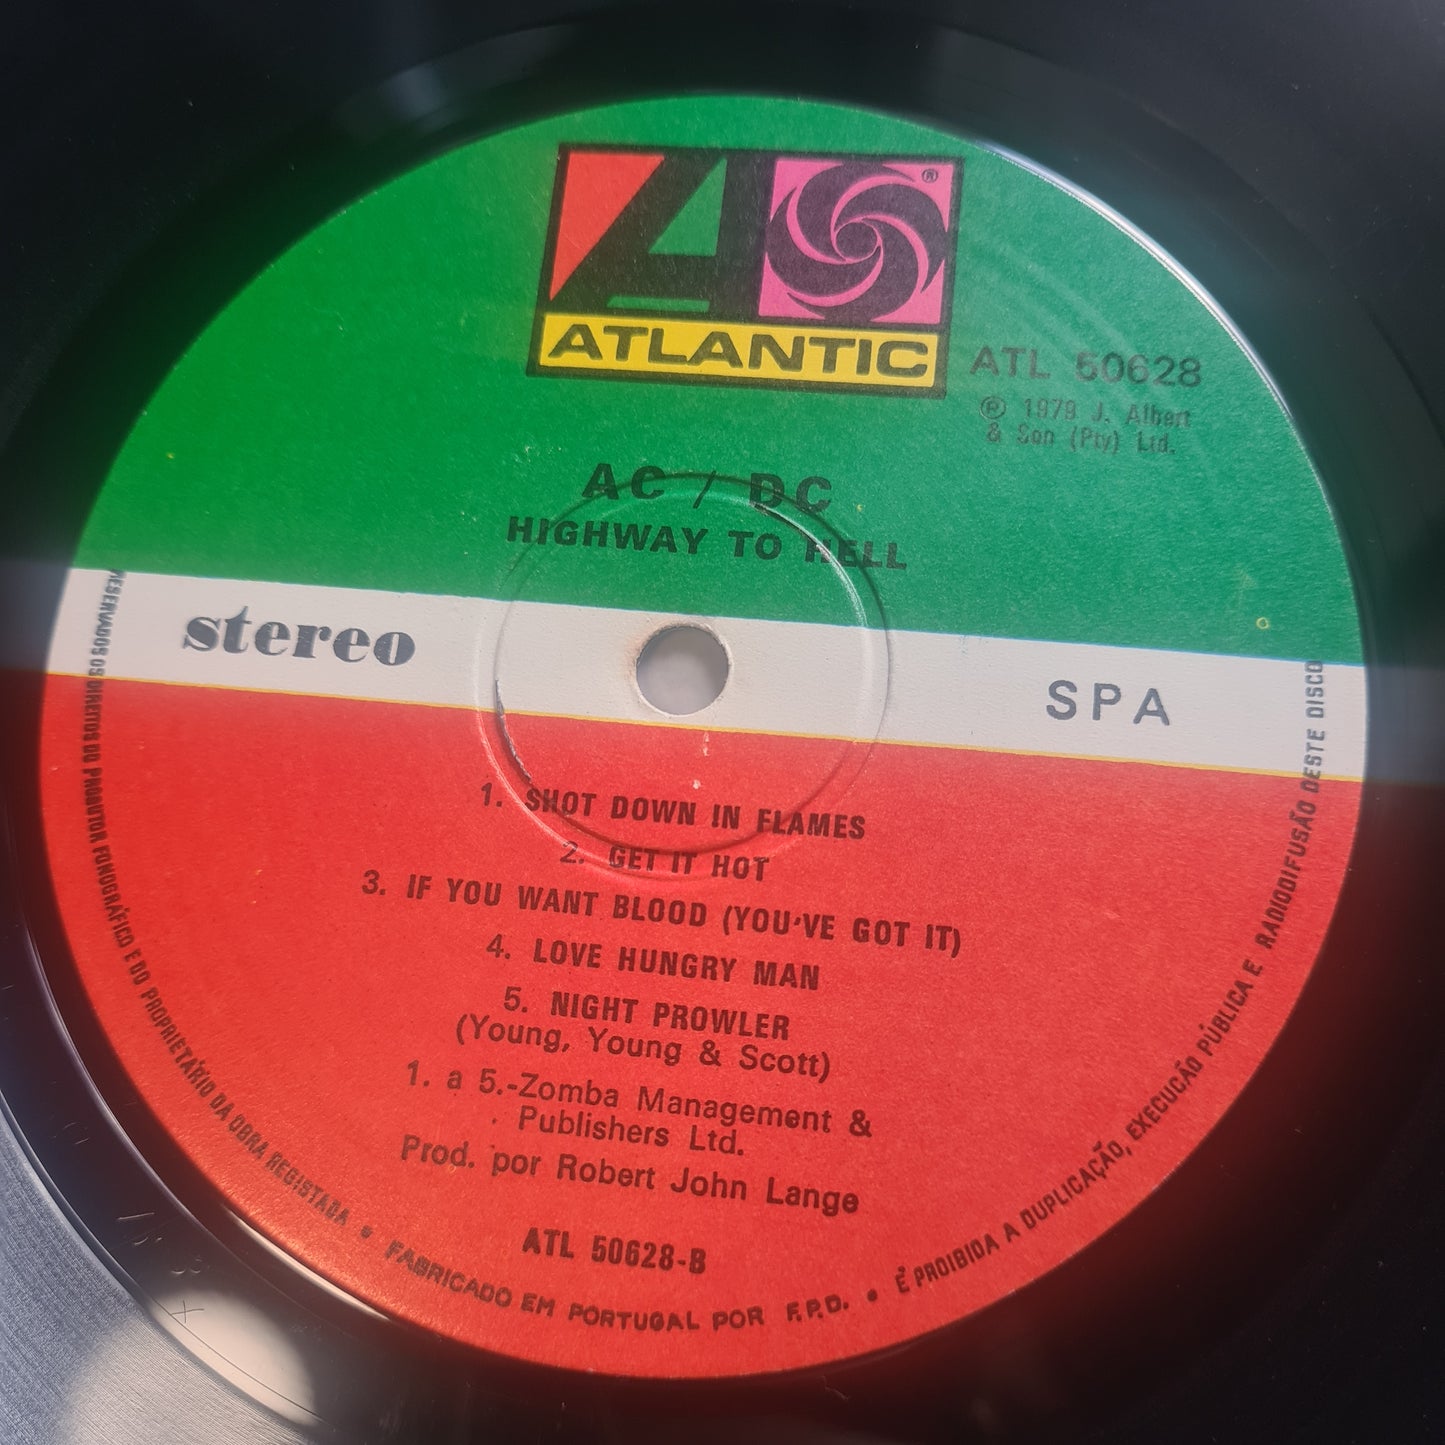 ATLANTIC ®
ATL 50628
℗ 1979 J. Albert
& Son (Pty) Ltd.
AC / DC
HIGHWAY TO HELL
stereo
SPA
1. SHOT DOWN IN FLAMES
2. GET IT HOT
3. IF YOU WANT BLOOD (YOU'VE GOT IT)
4. LOVE HUNGRY MAN
5. NIGHT PROWLER
(Young, Young & Scott)
1. a 5.-Zomba Management &
Publishers Ltd.
Prod. por Robert John Lange
ATL 50628-B
RESERVADOS OS DIREITOS DO PRODUTOR FONOGRÁFICO E DO PROPRIETÁRIO DA OBRA REGISTADA • FABRICADO EM PORTUGAL POR F.P.D. • É PROIBIDA A DUPLICAÇÃO, EXECUCÃO PÚBLICA E RADIODIFUSÃO DESTE DISCO